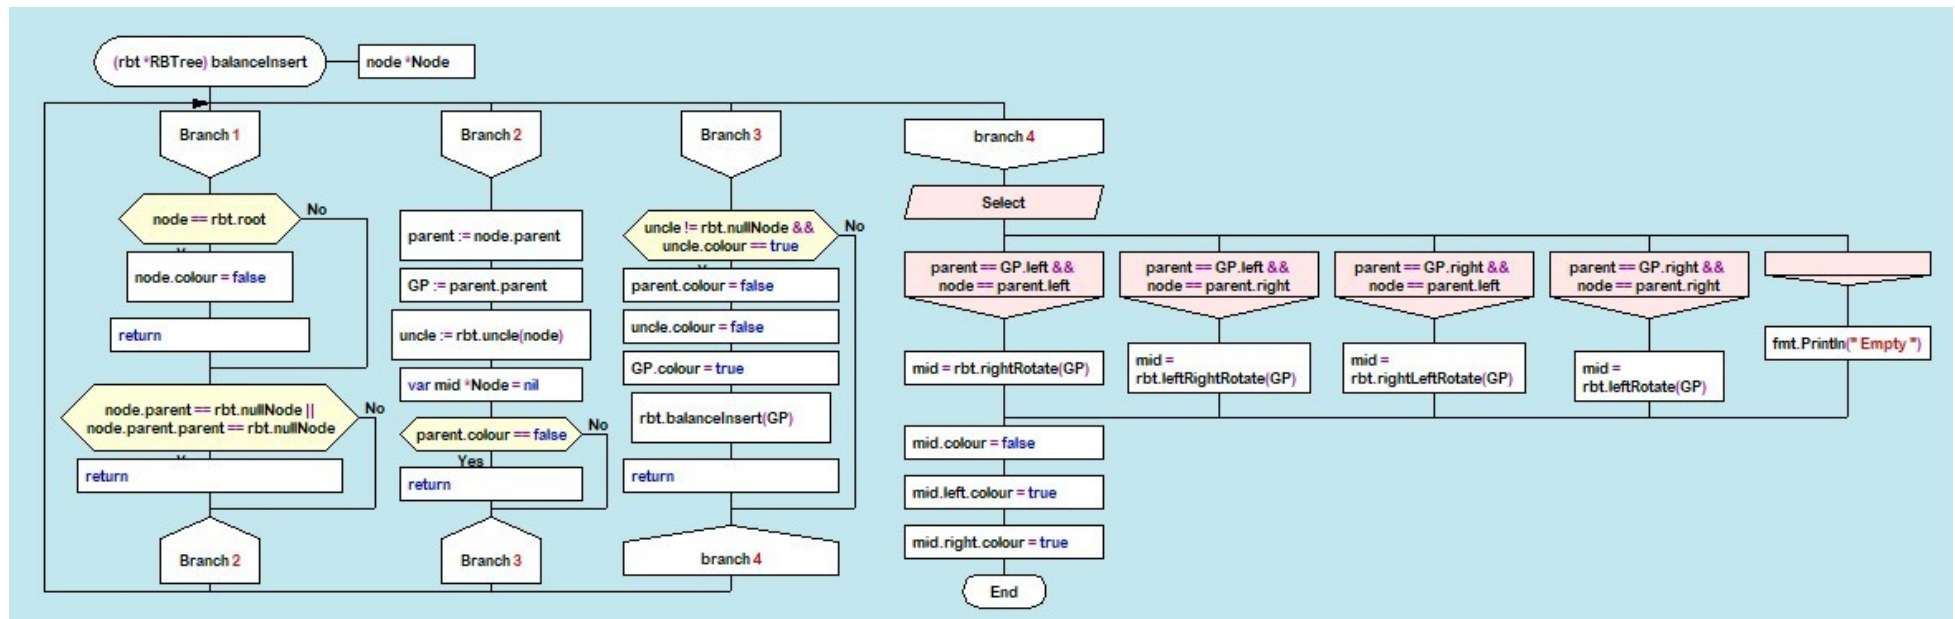 (rbt *RBTree) balanceInsert
node *Node
Branch 1
node == rbt.root
No
node.colour = false
return
node.parent == rbt.nullNode ||
node.parent.parent == rbt.nullNode
No
return
Branch 2
Branch 2
parent := node.parent
GP := parent.parent
uncle := rbt.uncle(node)
var mid *Node = nil
parent.colour == false
No
Yes
return
Branch 3
Branch 3
uncle != rbt.nullNode &&
uncle.colour == true
No
parent.colour = false
uncle.colour = false
GP.colour = true
rbt.balanceInsert(GP)
return
branch 4
branch 4
Select
parent == GP.left &&
node == parent.left
mid = rbt.rightRotate(GP)
parent == GP.left &&
node == parent.right
mid =
rbt.leftRightRotate(GP)
parent == GP.right &&
node == parent.left
mid =
rbt.rightLeftRotate(GP)
parent == GP.right &&
node == parent.right
mid =
rbt.leftRotate(GP)
fmt.Println(" Empty ")
mid.colour = false
mid.left.colour = true
mid.right.colour = true
End